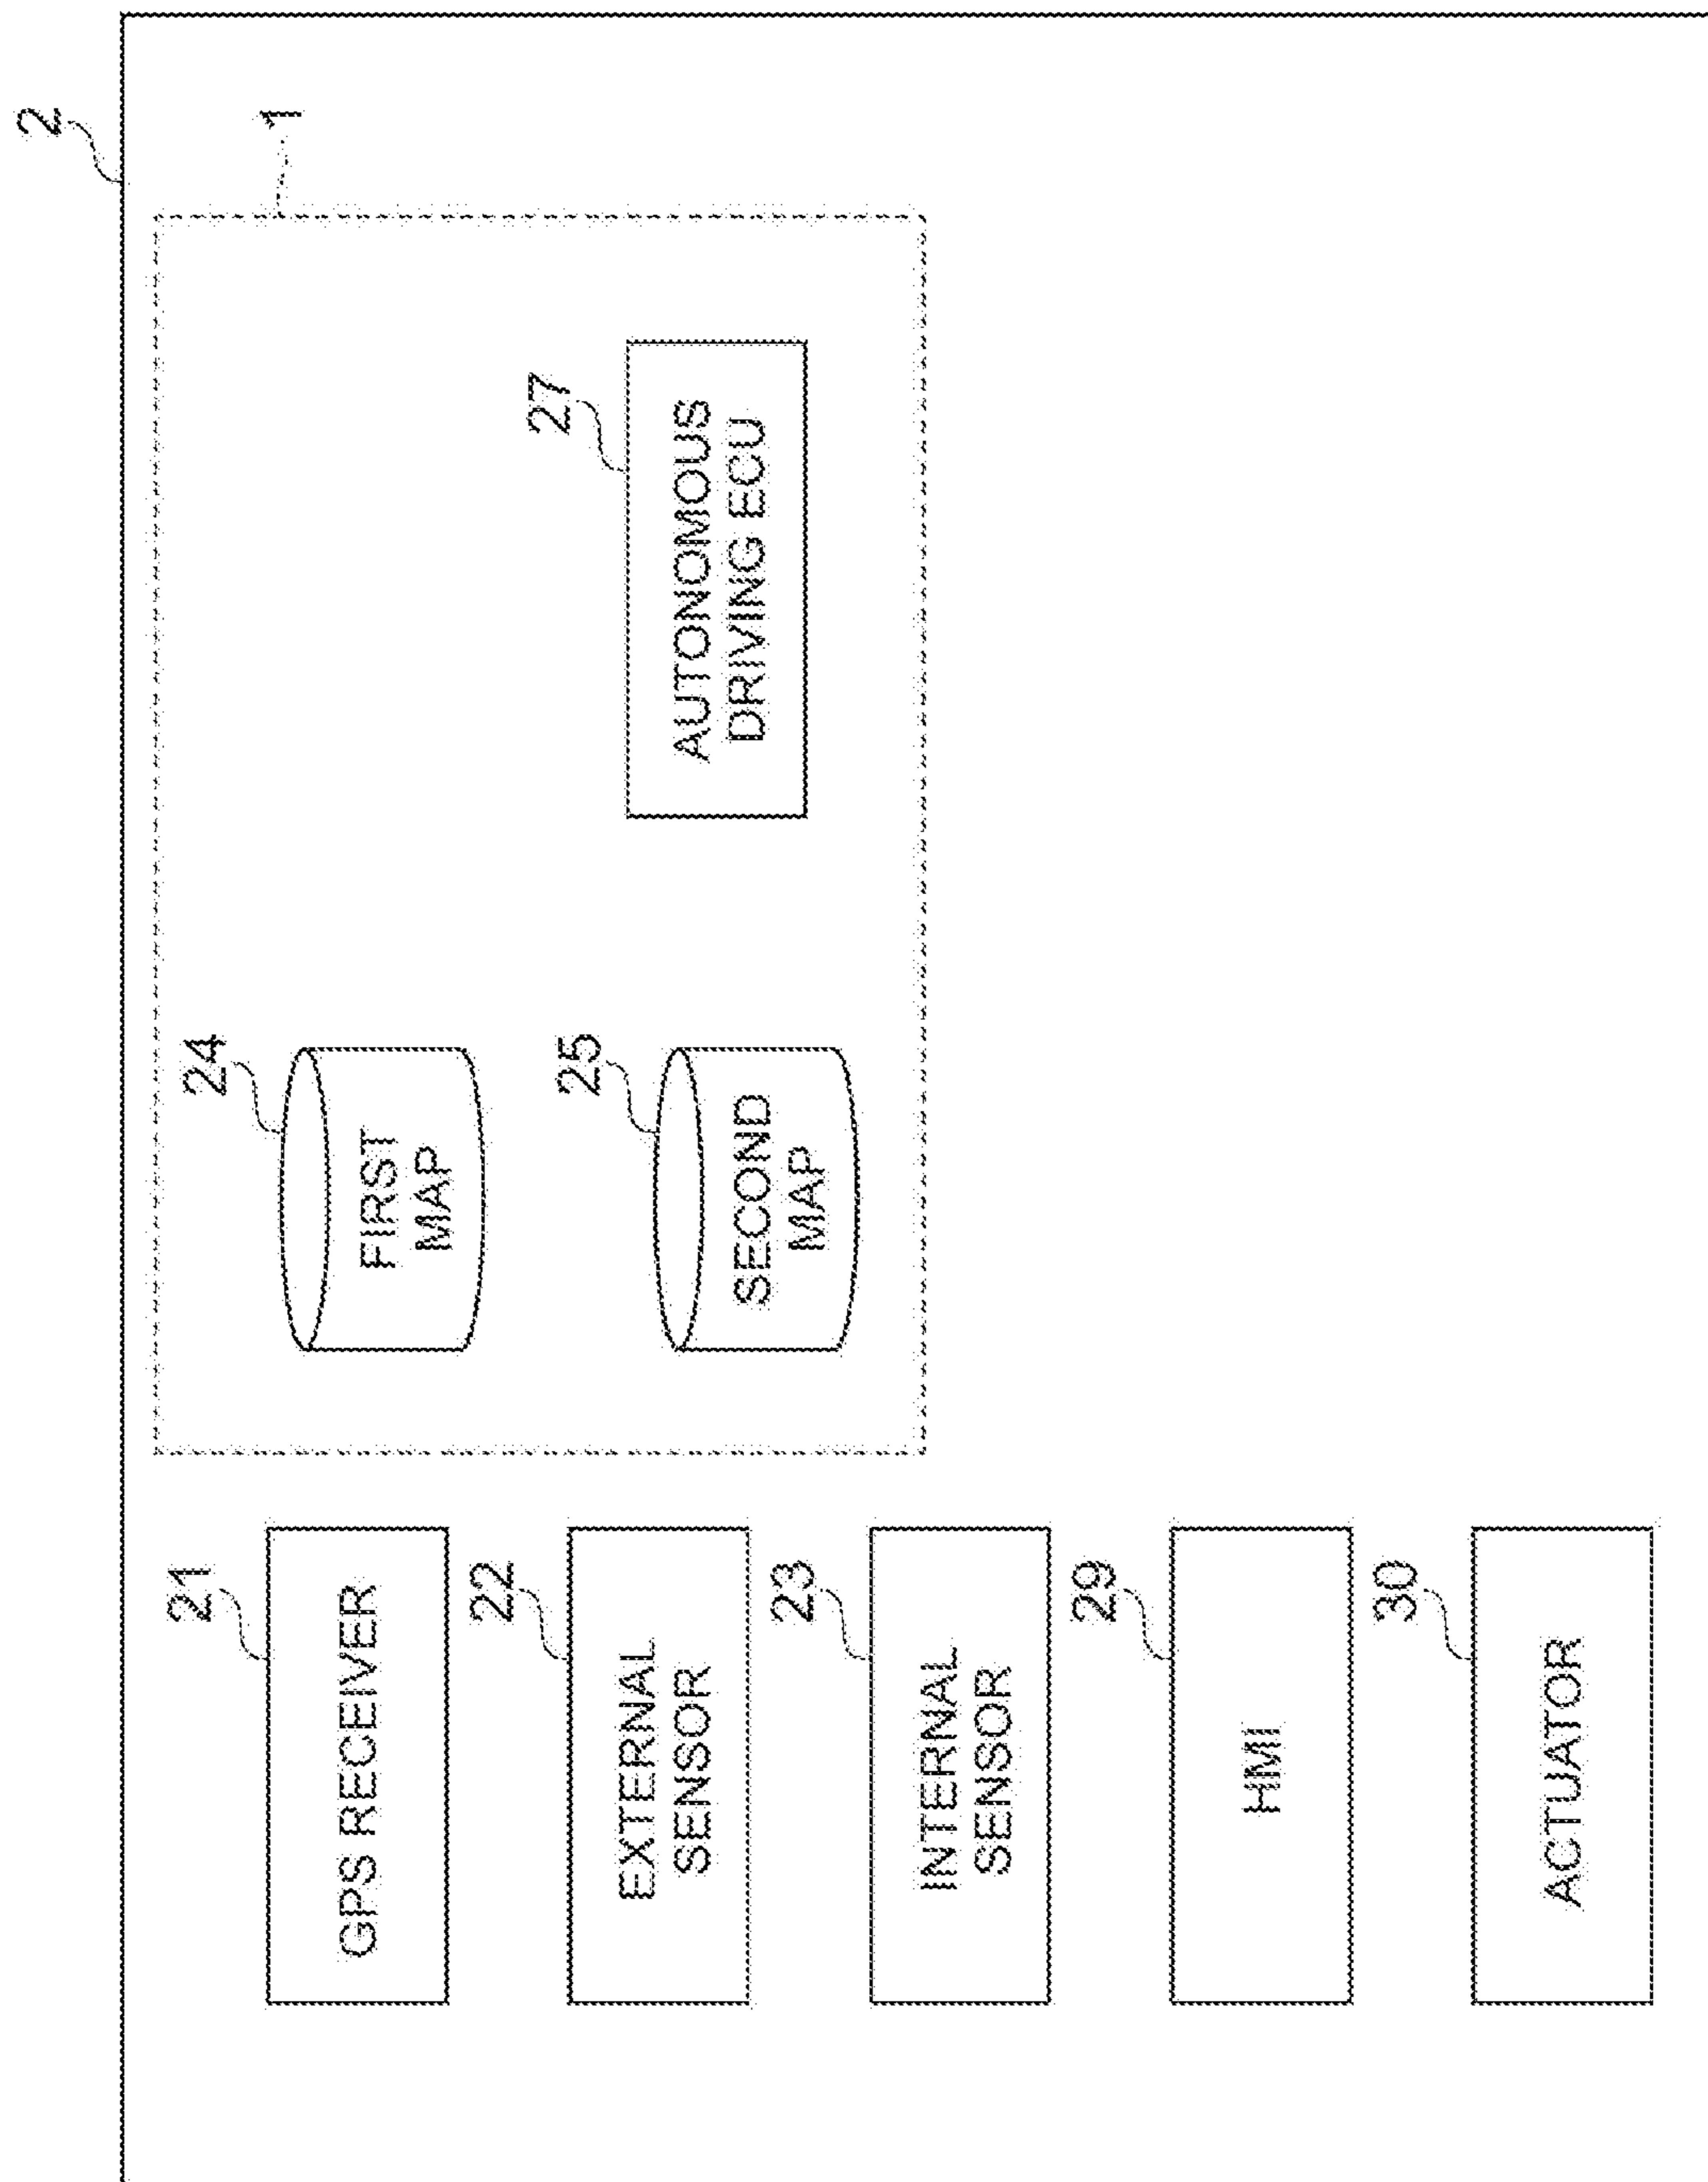 2
1
21
GPS RECEIVER
22
EXTERNAL
SENSOR
23
INTERNAL
SENSOR
29
HMI
30
ACTUATOR
24
FIRST
MAP
25
SECOND
MAP
27
AUTONOMOUS
DRIVING ECU